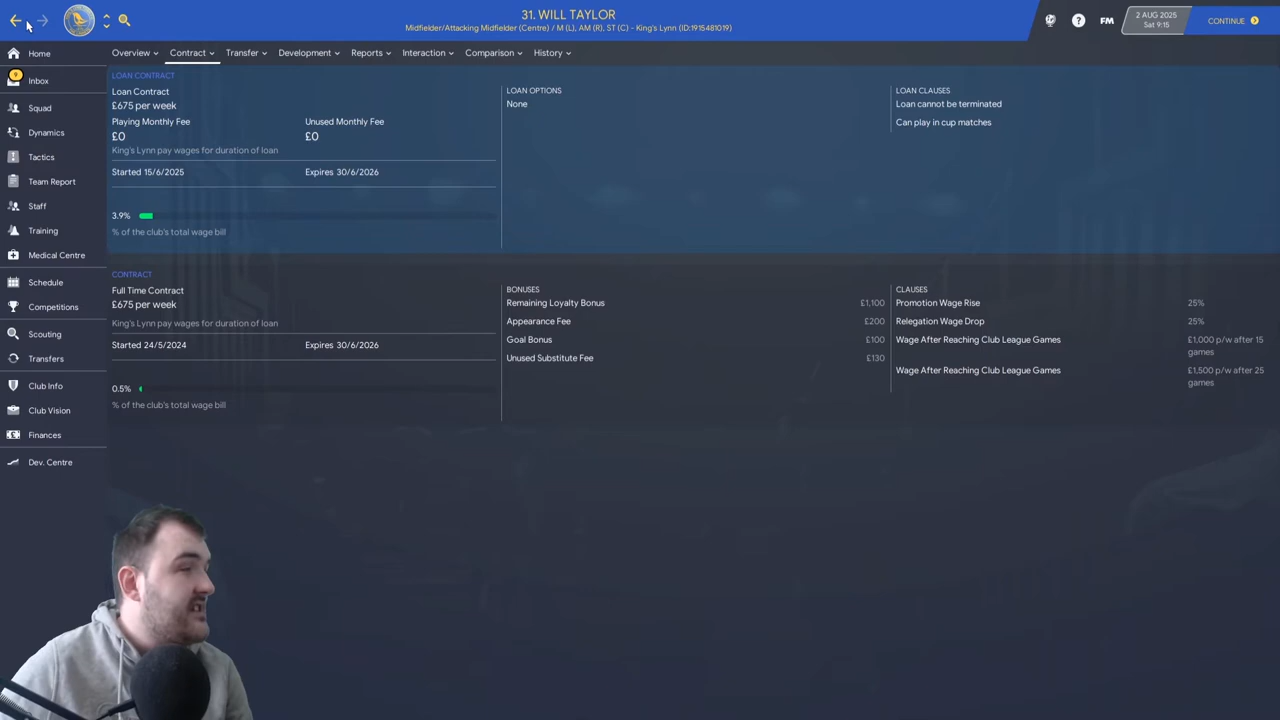 31. WILL TAYLOR
Midfielder/Attacking Midfielder (Centre) / M (L), AM (R), ST (C) - King's Lynn (ID:1915481019)
FM
2 AUG 2025
Sat 9:15
CONTINUE
Home
9
Inbox
Squad
Dynamics
Tactics
Team Report
Staff
Training
Medical Centre
Schedule
Competitions
Scouting
Transfers
Club Info
Club Vision
Finances
Dev. Centre
Overview
Contract
Transfer
Development
Reports
Interaction
Comparison
History
LOAN CONTRACT
Loan Contract
£675 per week
Playing Monthly Fee
Unused Monthly Fee
£0
£0
King's Lynn pay wages for duration of loan
Started 15/6/2025
Expires 30/6/2026
3.9%
% of the club's total wage bill
LOAN OPTIONS
None
LOAN CLAUSES
Loan cannot be terminated
Can play in cup matches
CONTRACT
Full Time Contract
£675 per week
King's Lynn pay wages for duration of loan
Started 24/5/2024
Expires 30/6/2026
0.5%
% of the club's total wage bill
BONUSES
Remaining Loyalty Bonus £1,100
Appearance Fee £200
Goal Bonus £100
Unused Substitute Fee £130
CLAUSES
Promotion Wage Rise 25%
Relegation Wage Drop 25%
Wage After Reaching Club League Games £1,000 p/w after 15
games
Wage After Reaching Club League Games £1,500 p/w after 25
games